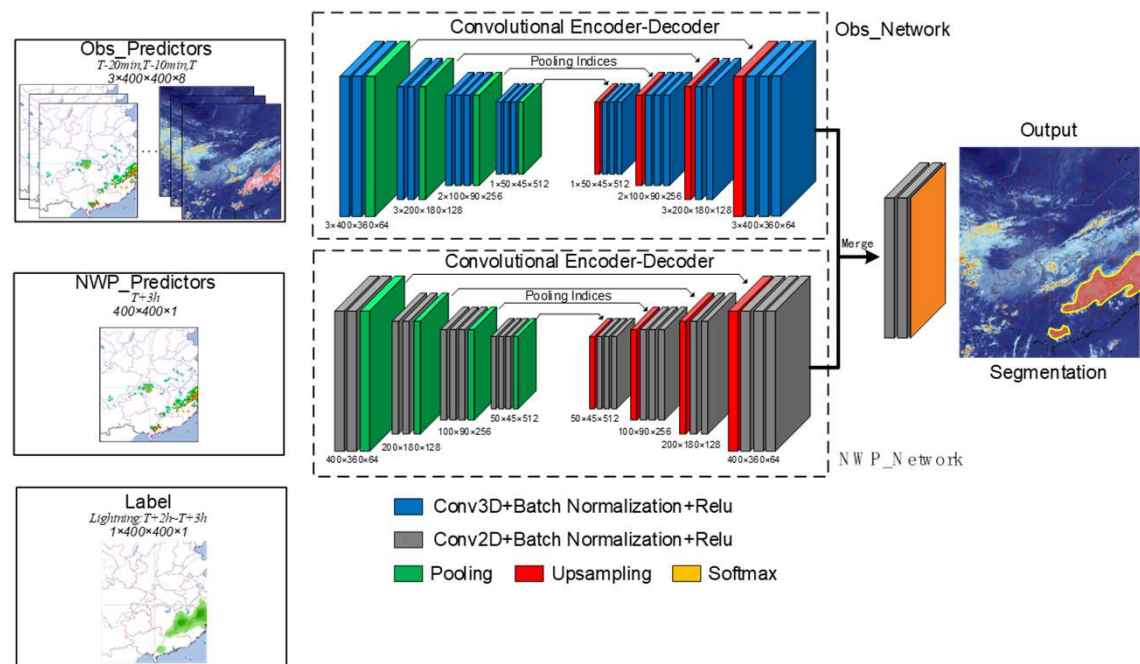 Obs_Predictors
T-20min,T-10min,T
3×400×400×8
...
NWP_Predictors
T+3h
400×400×1
Label
Lightning:T+2h~T+3h
1×400×400×1
Convolutional Encoder-Decoder
Obs_Network
Pooling Indices
1×50×45×512
1×50×45×512
2×100×90×256
2×100×90×256
3×200×180×128
3×200×180×128
3×400×360×64
3×400×360×64
Convolutional Encoder-Decoder
Pooling Indices
50×45×512
50×45×512
100×90×256
100×90×256
200×180×128
200×180×128
400×360×64
400×360×64
NWP_Network
Merge
Output
Segmentation
Conv3D+Batch Normalization+Relu
Conv2D+Batch Normalization+Relu
Pooling
Upsampling
Softmax